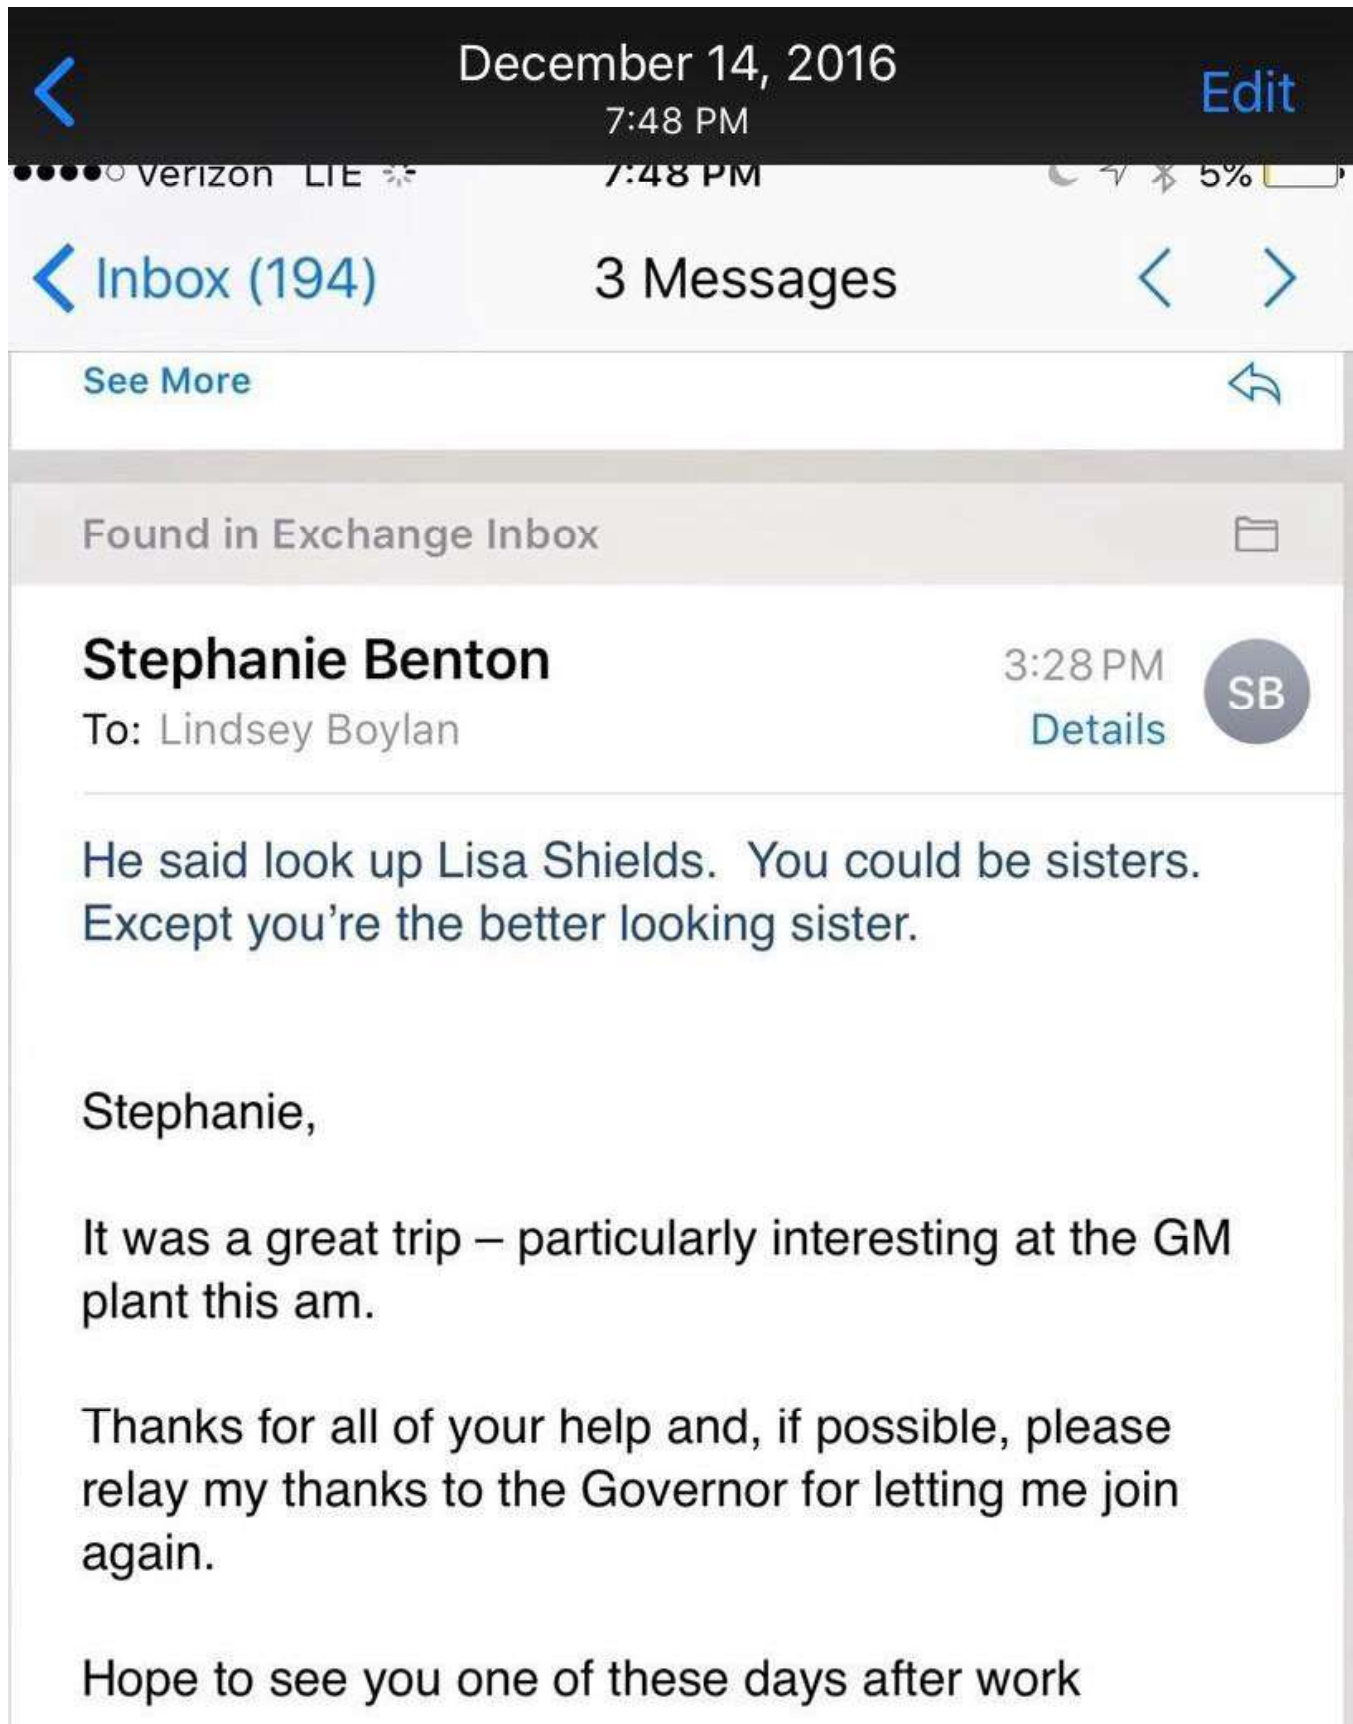 December 14, 2016
7:48 PM
Edit
Verizon LTE 7:48 PM 5%
Inbox (194) 3 Messages
See More
Found in Exchange Inbox
Stephanie Benton 3:28 PM
SB
To: Lindsey Boylan Details
He said look up Lisa Shields.  You could be sisters.
Except you’re the better looking sister.
Stephanie,
It was a great trip – particularly interesting at the GM
plant this am.
Thanks for all of your help and, if possible, please
relay my thanks to the Governor for letting me join
again.
Hope to see you one of these days after work